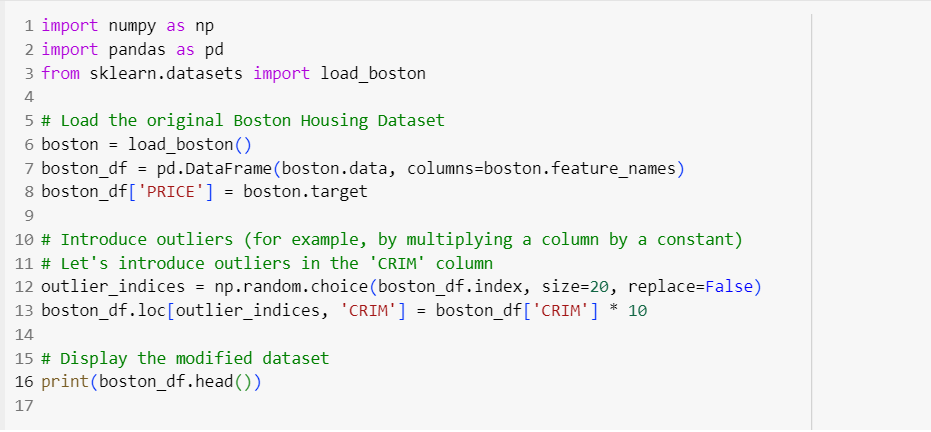 1 import numpy as np
2 import pandas as pd
3 from sklearn.datasets import load_boston
4
5 # Load the original Boston Housing Dataset
6 boston = load_boston()
7 boston_df = pd.DataFrame(boston.data, columns=boston.feature_names)
8 boston_df['PRICE'] = boston.target
9
10 # Introduce outliers (for example, by multiplying a column by a constant)
11 # Let's introduce outliers in the 'CRIM' column
12 outlier_indices = np.random.choice(boston_df.index, size=20, replace=False)
13 boston_df.loc[outlier_indices, 'CRIM'] = boston_df['CRIM'] * 10
14
15 # Display the modified dataset
16 print(boston_df.head())
17